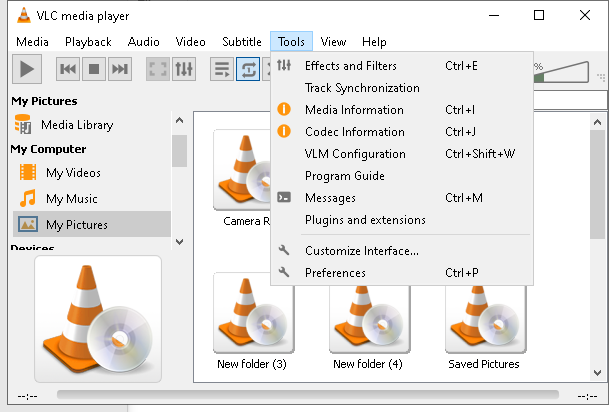 VLC media player
Media Playback Audio Video Subtitle Tools View Help
Effects and Filters Ctrl+E
%
Track Synchronization
Media Information Ctrl+I
Codec Information Ctrl+J
VLM Configuration Ctrl+Shift+W
Program Guide
Messages Ctrl+M
Plugins and extensions
Customize Interface...
Preferences Ctrl+P
My Pictures
Media Library
My Computer
My Videos
My Music
My Pictures
Devices
Camera R
New folder (3)
New folder (4)
Saved Pictures
--:--
--:--